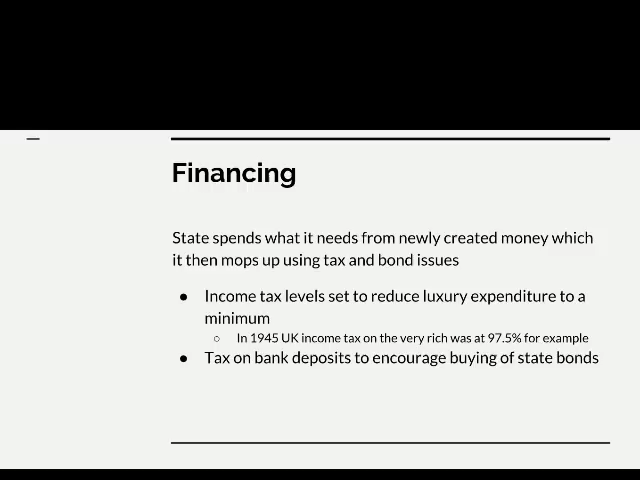 Financing
State spends what it needs from newly created money which
it then mops up using tax and bond issues
● Income tax levels set to reduce luxury expenditure to a
minimum
○ In 1945 UK income tax on the very rich was at 97.5% for example
● Tax on bank deposits to encourage buying of state bonds